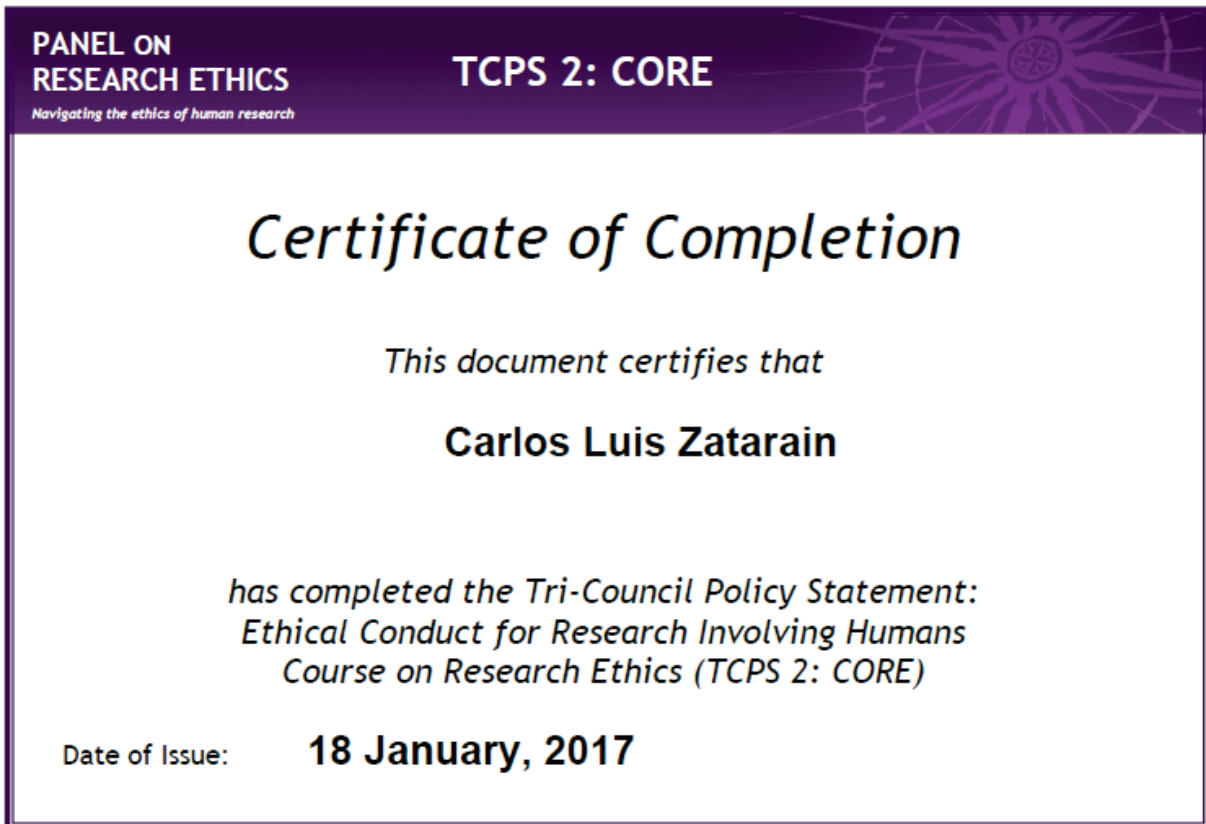 PANEL ON
RESEARCH ETHICS
Navigating the ethics of human research
TCPS 2: CORE
Certificate of Completion
This document certifies that
Carlos Luis Zatarain
has completed the Tri-Council Policy Statement:
Ethical Conduct for Research Involving Humans
Course on Research Ethics (TCPS 2: CORE)
Date of Issue: 18 January, 2017